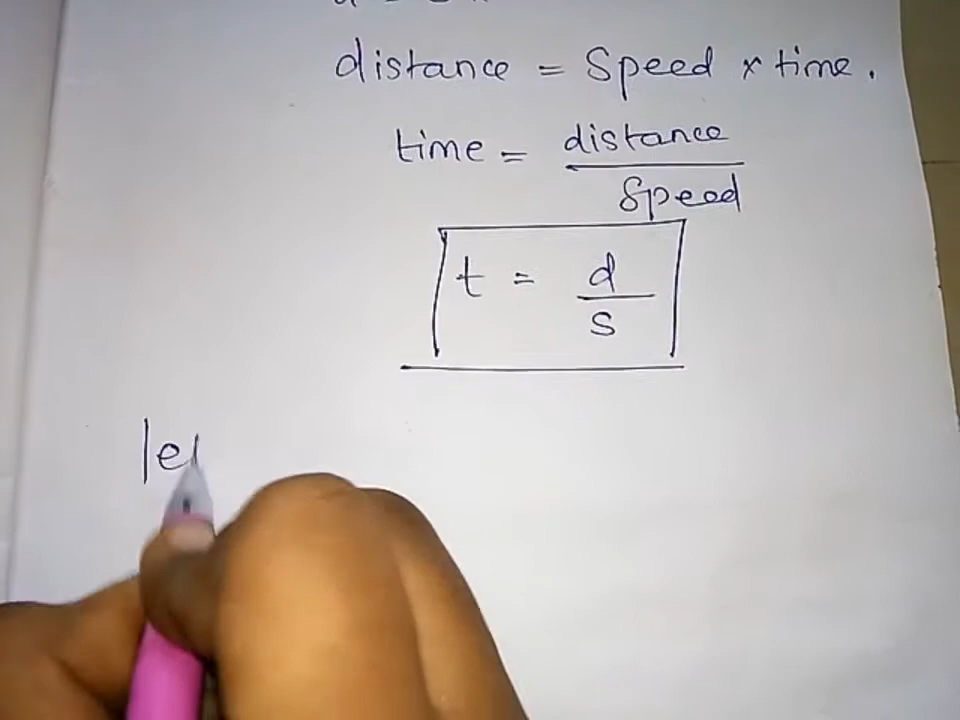 distance = Speed × time.
time = distance / Speed
t = d / s
le